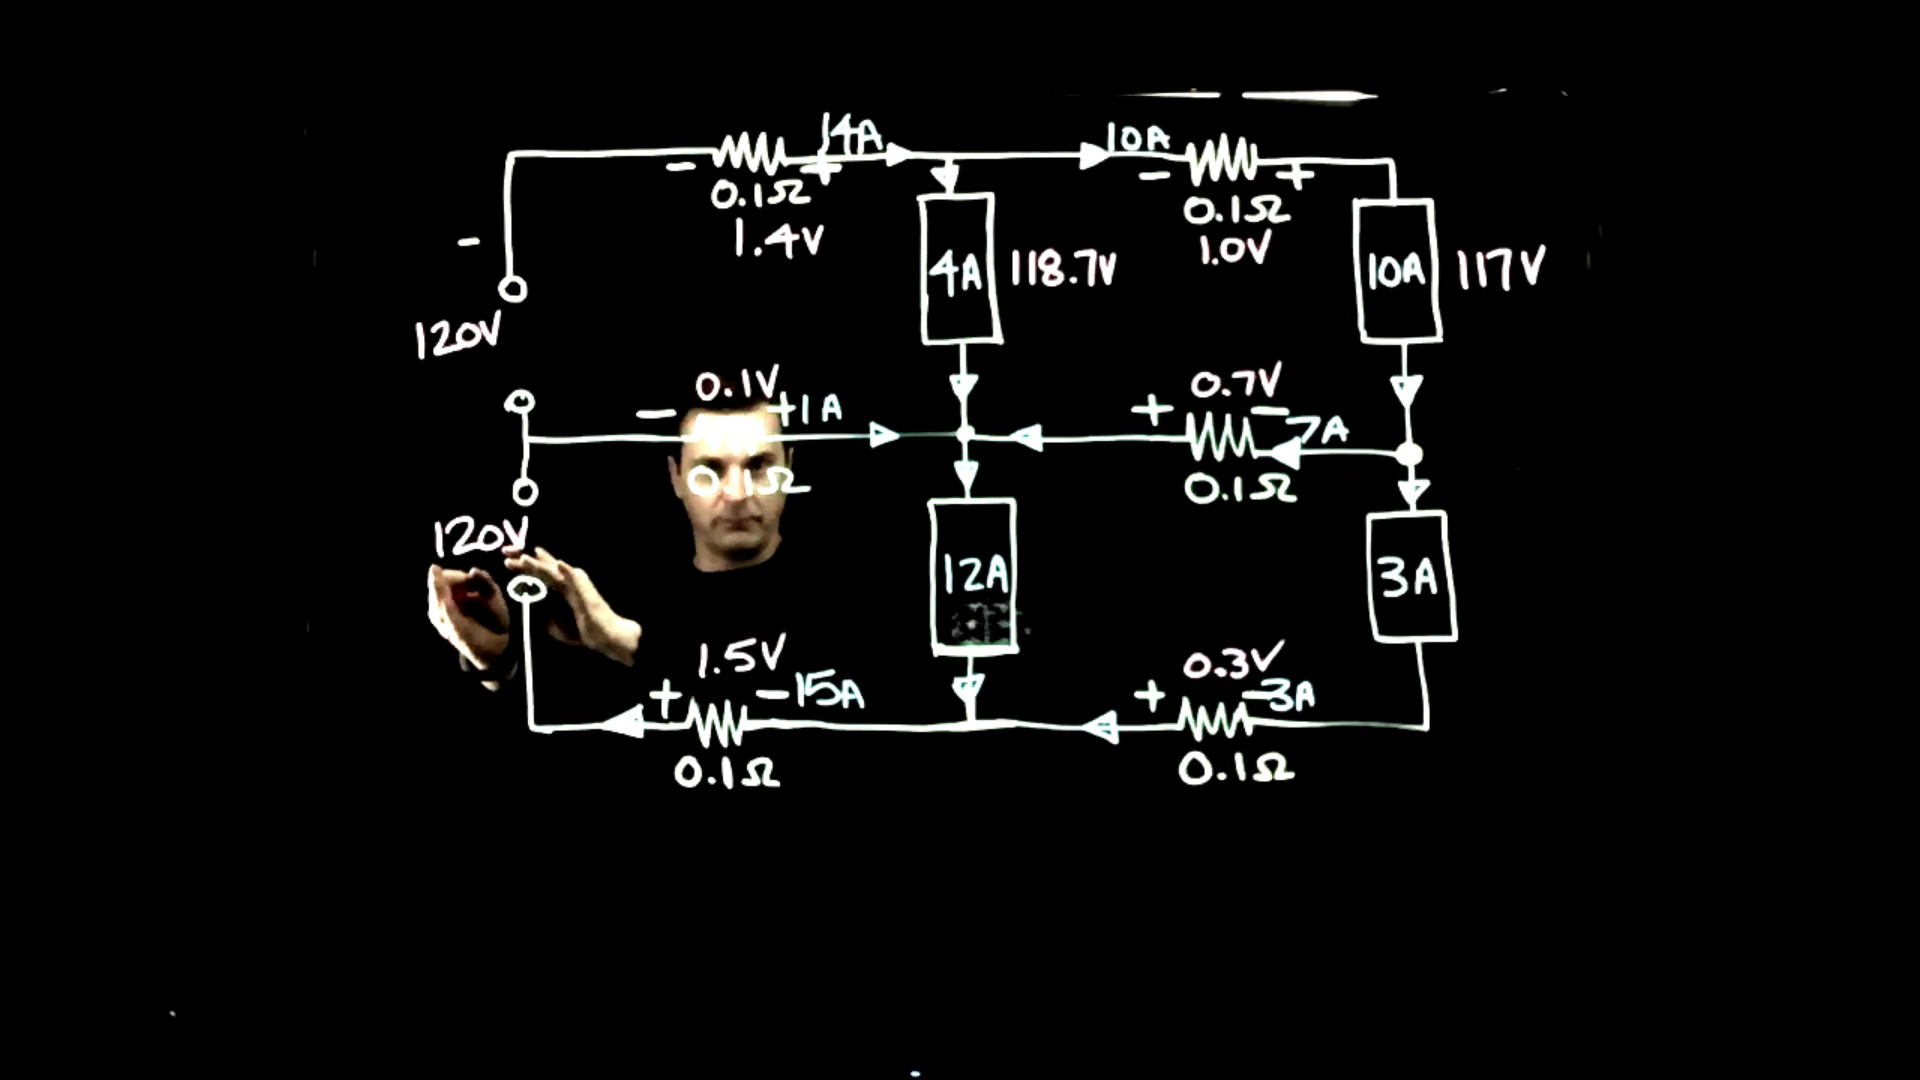 14A
10A
- +
0.1Ω
1.4V
- +
0.1Ω
1.0V
-
120V
4A
118.7V
10A
117V
0.1V
- + 1A
0.1Ω
0.7V
+ - 7A
0.1Ω
120V
12A
3A
1.5V
+ - 15A
0.1Ω
0.3V
+ - 3A
0.1Ω